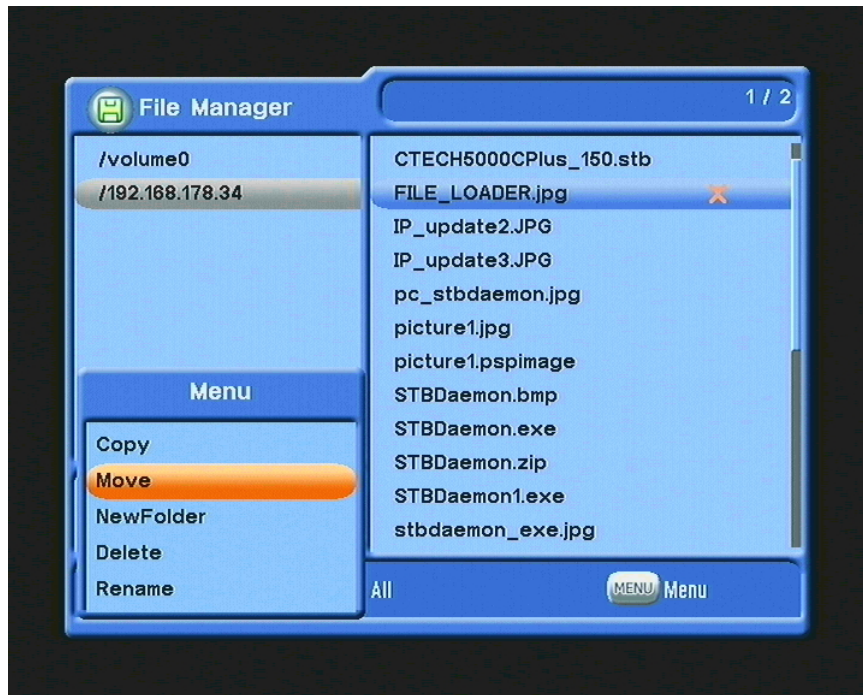 File Manager
1 / 2
/volume0
/192.168.178.34
CTECH5000CPlus_150.stb
FILE_LOADER.jpg
IP_update2.JPG
IP_update3.JPG
pc_stbdaemon.jpg
picture1.jpg
picture1.pspimage
STBDaemon.bmp
STBDaemon.exe
STBDaemon.zip
STBDaemon1.exe
stbdaemon_exe.jpg
Menu
Copy
Move
NewFolder
Delete
Rename
All
MENU Menu